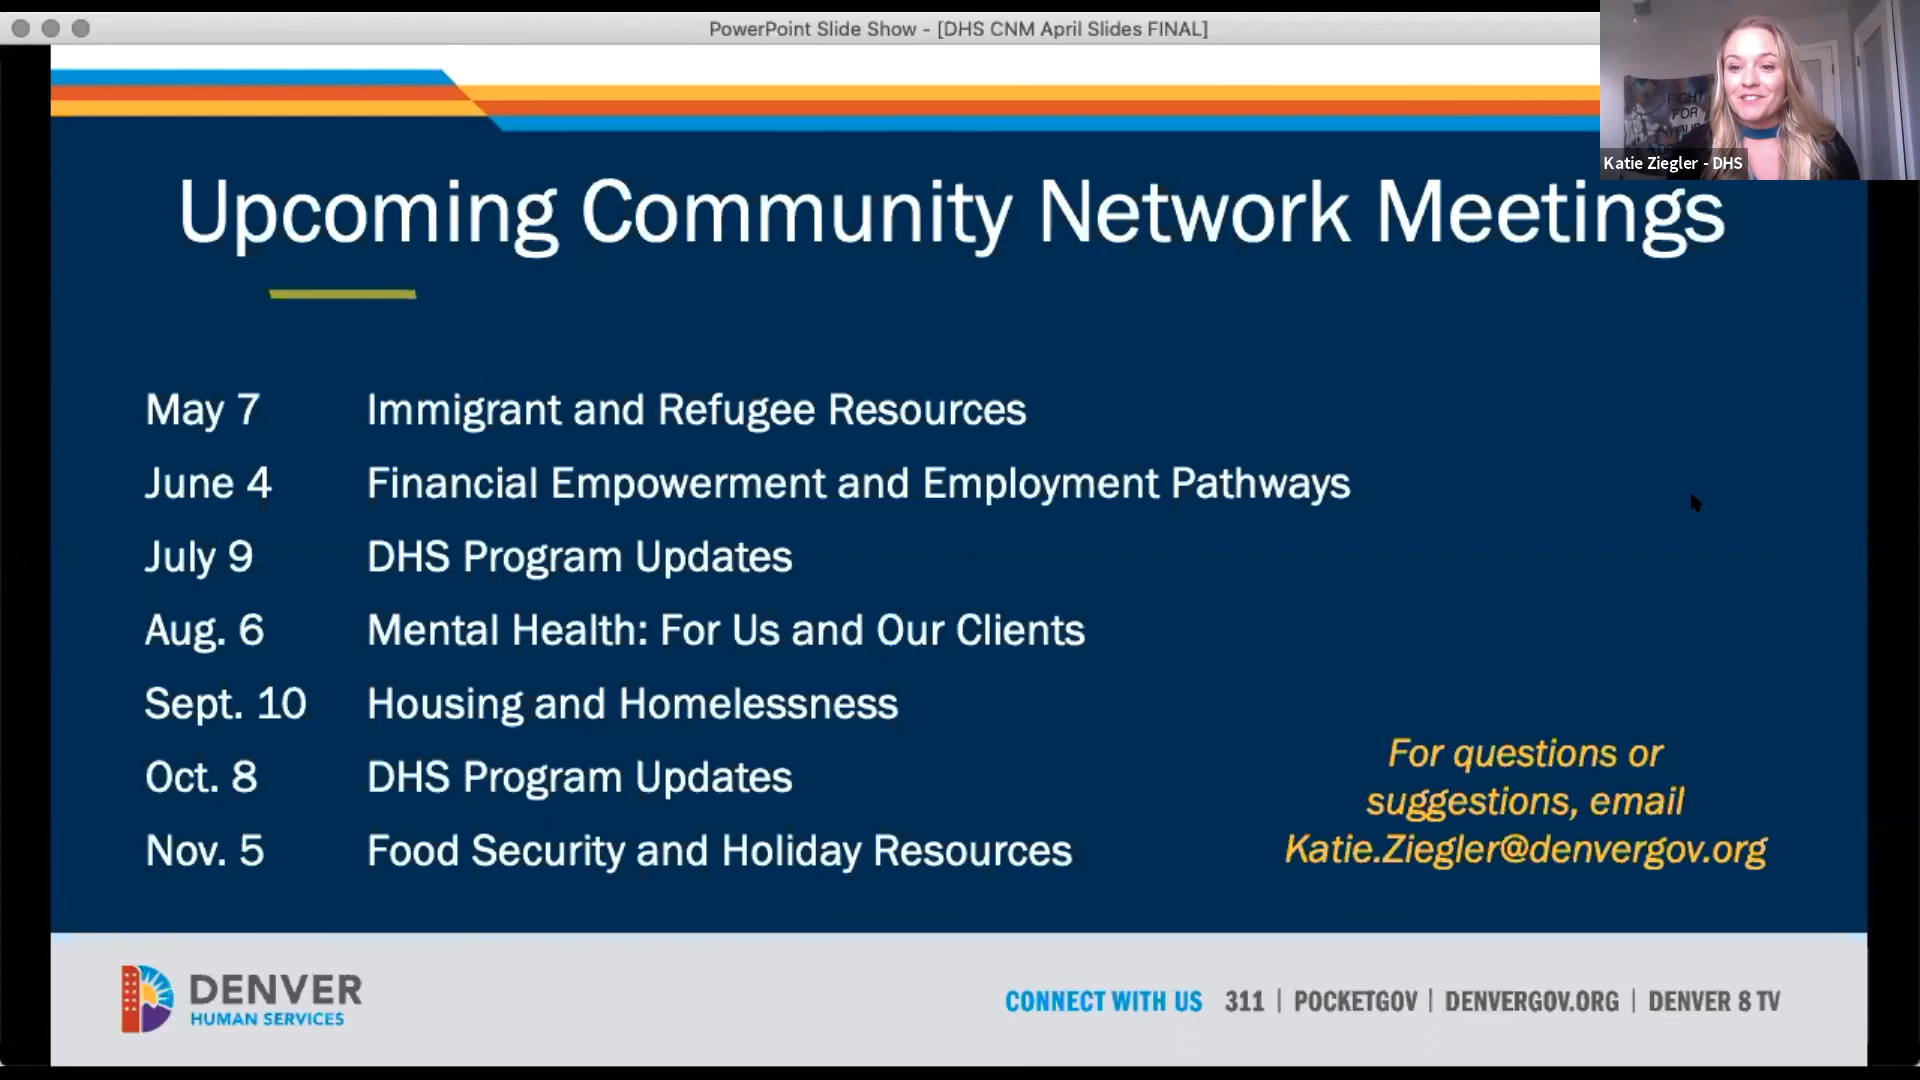 PowerPoint Slide Show - [DHS CNM April Slides FINAL]
FIGHT
FOR
YOUR
Katie Ziegler - DHS
Upcoming Community Network Meetings
May 7 Immigrant and Refugee Resources
June 4 Financial Empowerment and Employment Pathways
July 9 DHS Program Updates
Aug. 6 Mental Health: For Us and Our Clients
Sept. 10 Housing and Homelessness
Oct. 8 DHS Program Updates
Nov. 5 Food Security and Holiday Resources
For questions or
suggestions, email
Katie.Ziegler@denvergov.org
DENVER
HUMAN SERVICES
CONNECT WITH US 311 | POCKETGOV | DENVERGOV.ORG | DENVER 8 TV